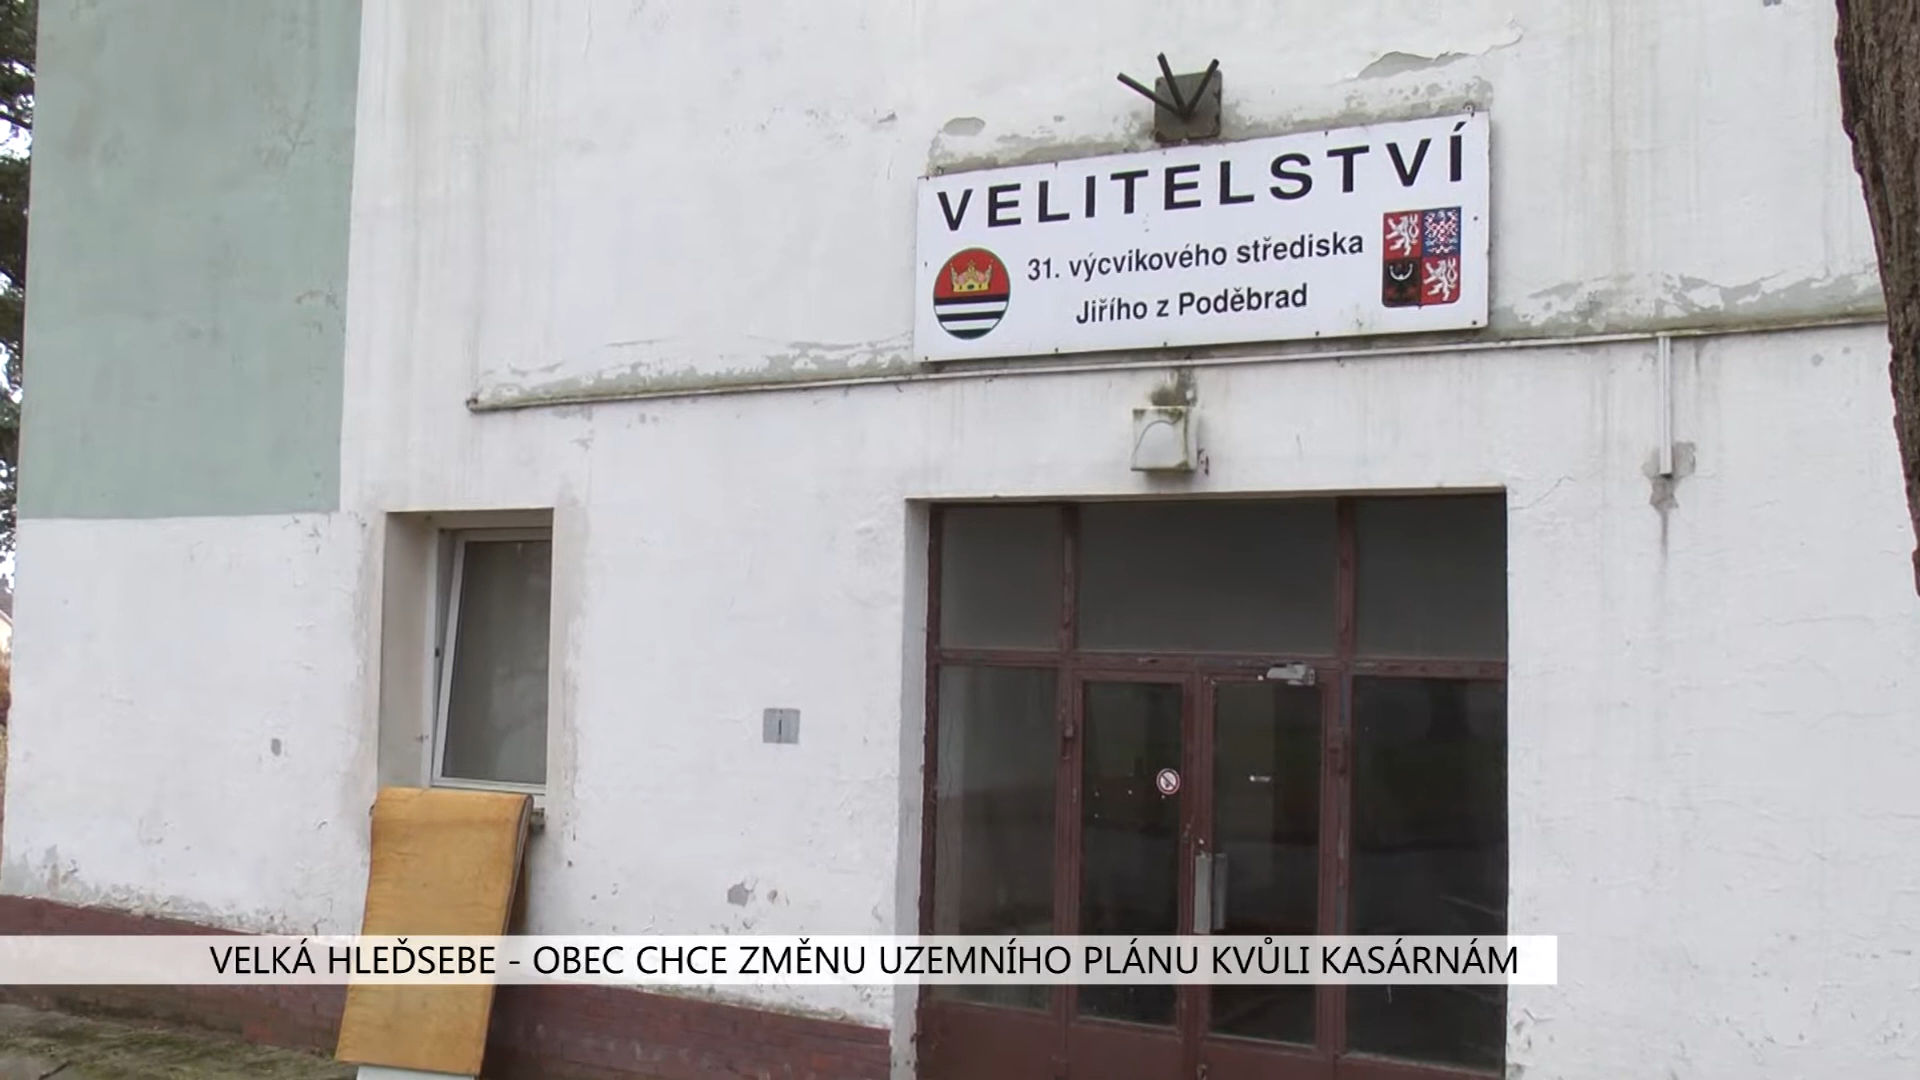 VELITELSTVÍ
31. výcvikového střediska
Jiřího z Poděbrad
VELKÁ HLEĎSEBE - OBEC CHCE ZMĚNU UZEMNÍHO PLÁNU KVŮLI KASÁRNÁM